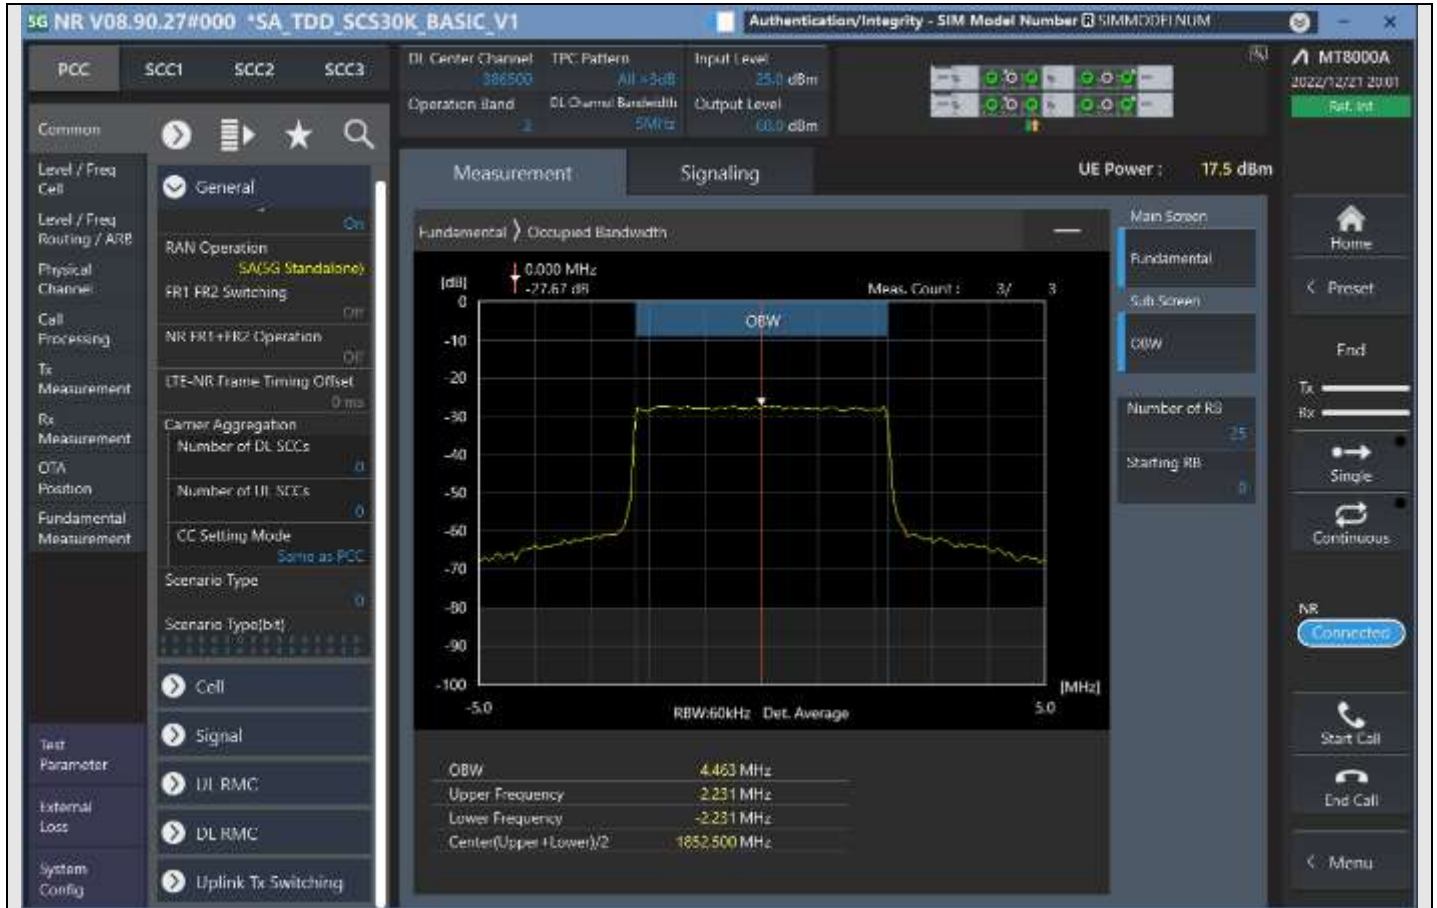 5G NR V08.90.27#000 *SA_TDD_SCS30K_BASIC_V1
Authentication/Integrity - SIM Model Number R SIMMODELNUM
PCC SCC1 SCC2 SCC3
DL Center Channel
386500
TPC Pattern
All +3dB
Input Level
25.0 dBm
Operation Band
2
DL Channel Bandwidth
5MHz
Output Level
-60.0 dBm
MT8000A
2022/12/21 20:01
Ref. Int
Common
Level / Freq
Cell
Level / Freq
Routing / ARB
Physical
Channel
Call
Processing
Tx
Measurement
Rx
Measurement
OTA
Position
Fundamental
Measurement
Test
Parameter
External
Loss
System
Config
General
On
RAN Operation
SA(5G Standalone)
FR1 FR2 Switching
Off
NR FR1+FR2 Operation
Off
LTE-NR Frame Timing Offset
0 ms
Carrier Aggregation
Number of DL SCCs
0
Number of UL SCCs
0
CC Setting Mode
Same as PCC
Scenario Type
0
Scenario Type(bit)
Cell
Signal
UL RMC
DL RMC
Uplink Tx Switching
Measurement Signaling
UE Power : 17.5 dBm
Fundamental > Occupied Bandwidth
0.000 MHz
-27.67 dB
Meas. Count : 3/ 3
[dB]
0
-10
-20
-30
-40
-50
-60
-70
-80
-90
-100
OBW
-5.0
5.0
[MHz]
RBW:60kHz Det. Average
OBW 4.463 MHz
Upper Frequency 2.231 MHz
Lower Frequency -2.231 MHz
Center(Upper+Lower)/2 1852.500 MHz
Main Screen
Fundamental
Sub Screen
OBW
Number of RB
25
Starting RB
0
Home
< Preset
End
Tx
Rx
Single
Continuous
NR
Connected
Start Call
End Call
< Menu